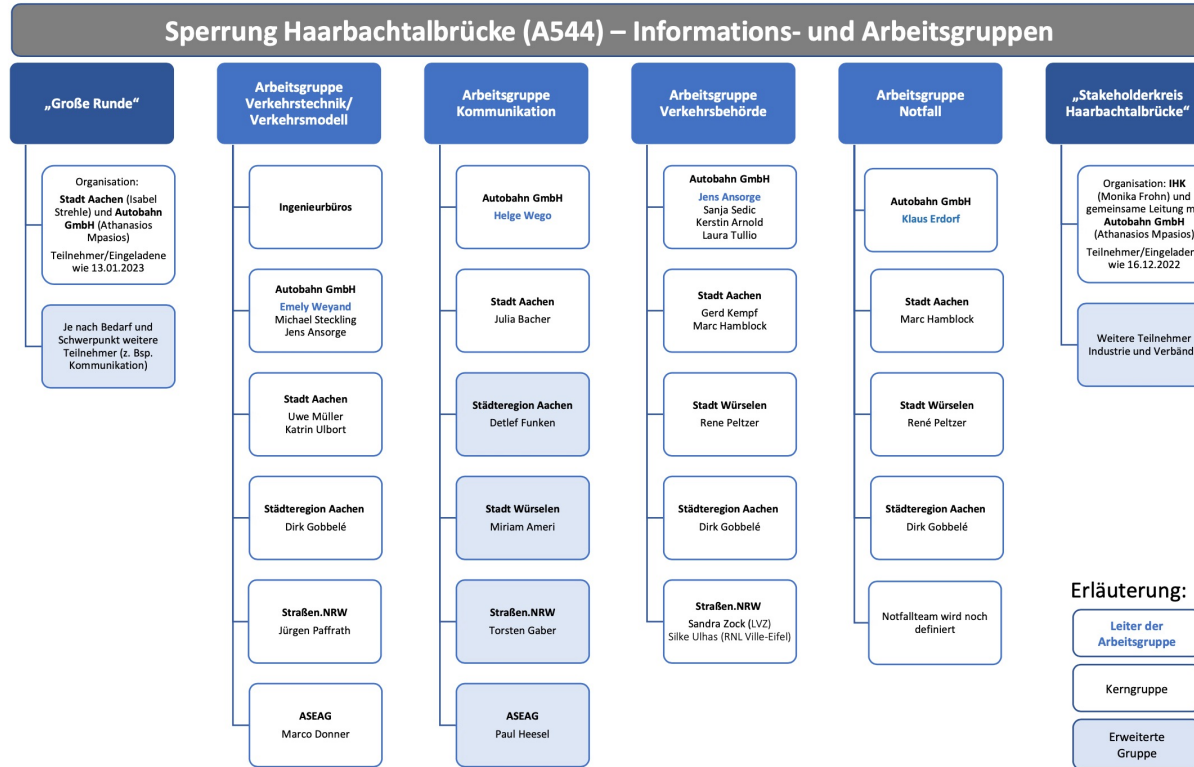 Sperrung Haarbachtalbrücke (A544) – Informations- und Arbeitsgruppen
„Große Runde“
Organisation:
Stadt Aachen (Isabel
Strehle) und Autobahn
GmbH (Athanasios
Mpasios)
Teilnehmer/Eingeladene
wie 13.01.2023
Je nach Bedarf und
Schwerpunkt weitere
Teilnehmer (z. Bsp.
Kommunikation)
Arbeitsgruppe
Verkehrstechnik/
Verkehrsmodell
Ingenieurbüros
Autobahn GmbH
Emely Weyand
Michael Steckling
Jens Ansorge
Stadt Aachen
Uwe Müller
Katrin Ulbort
Städteregion Aachen
Dirk Gobbelé
Straßen.NRW
Jürgen Paffrath
ASEAG
Marco Donner
Arbeitsgruppe
Kommunikation
Autobahn GmbH
Helge Wego
Stadt Aachen
Julia Bacher
Städteregion Aachen
Detlef Funken
Stadt Würselen
Miriam Ameri
Straßen.NRW
Torsten Gaber
ASEAG
Paul Heesel
Arbeitsgruppe
Verkehrsbehörde
Autobahn GmbH
Jens Ansorge
Sanja Sedic
Kerstin Arnold
Laura Tullio
Stadt Aachen
Gerd Kempf
Marc Hamblock
Stadt Würselen
Rene Peltzer
Städteregion Aachen
Dirk Gobbelé
Straßen.NRW
Sandra Zock (LVZ)
Silke Ulhas (RNL Ville-Eifel)
Arbeitsgruppe
Notfall
Autobahn GmbH
Klaus Erdorf
Stadt Aachen
Marc Hamblock
Stadt Würselen
René Peltzer
Städteregion Aachen
Dirk Gobbelé
Notfallteam wird noch
definiert
„Stakeholderkreis
Haarbachtalbrücke“
Organisation: IHK
(Monika Frohn) und
gemeinsame Leitung
Autobahn GmbH
(Athanasios Mpasios)
wie 16.12.2022
Weitere Teilnehmer
Industrie und
Erläuterung:
Leiter der
Arbeitsgruppe
Kerngruppe
Erweiterte
Gruppe